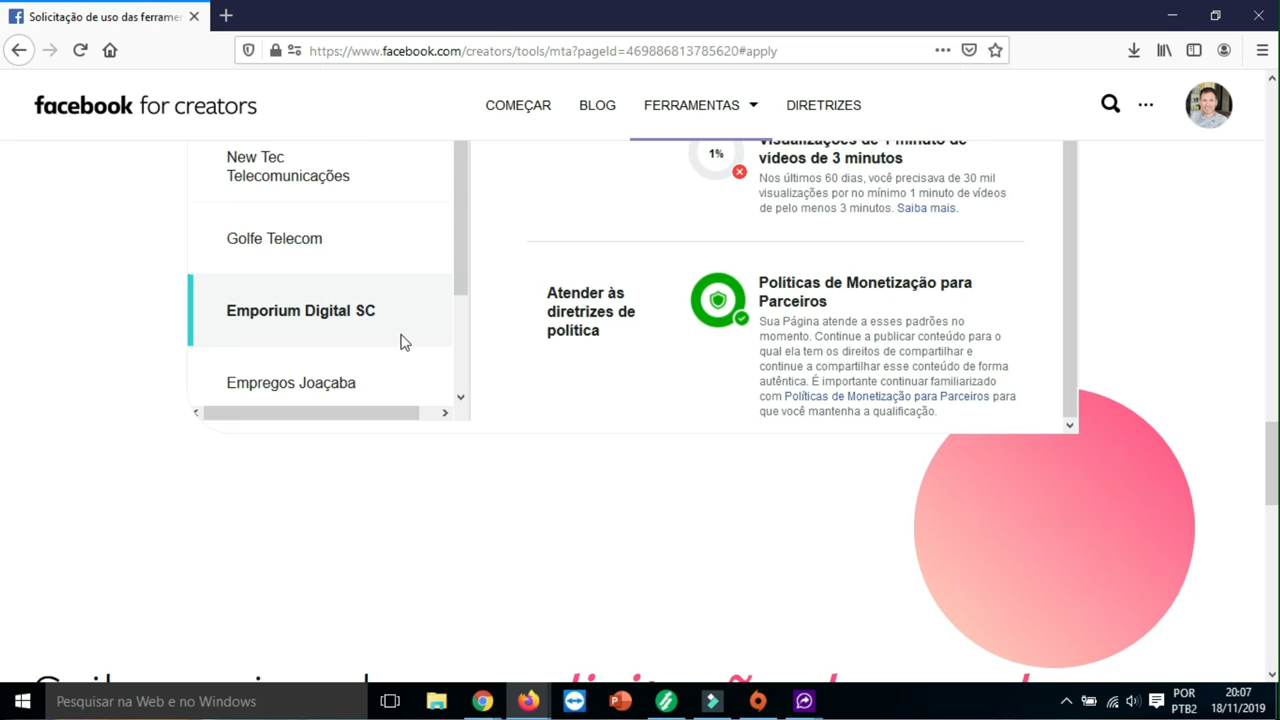 Solicitação de uso das ferrame
https://www.facebook.com/creators/tools/mta?pageId=469886813785620#apply
facebook for creators
COMEÇAR
BLOG
FERRAMENTAS
DIRETRIZES
New Tec
Telecomunicações
Golfe Telecom
Emporium Digital SC
Empregos Joaçaba
1%
Visualizações de 1 minuto de
vídeos de 3 minutos
Nos últimos 60 dias, você precisava de 30 mil
visualizações por no mínimo 1 minuto de vídeos
de pelo menos 3 minutos. Saiba mais.
Atender às
diretrizes de
política
Políticas de Monetização para
Parceiros
Sua Página atende a esses padrões no
momento. Continue a publicar conteúdo para o
qual ela tem os direitos de compartilhar e
continue a compartilhar esse conteúdo de forma
autêntica. É importante continuar familiarizado
com Políticas de Monetização para Parceiros para
que você mantenha a qualificação.
Pesquisar na Web e no Windows
POR
PTB2
20:07
18/11/2019